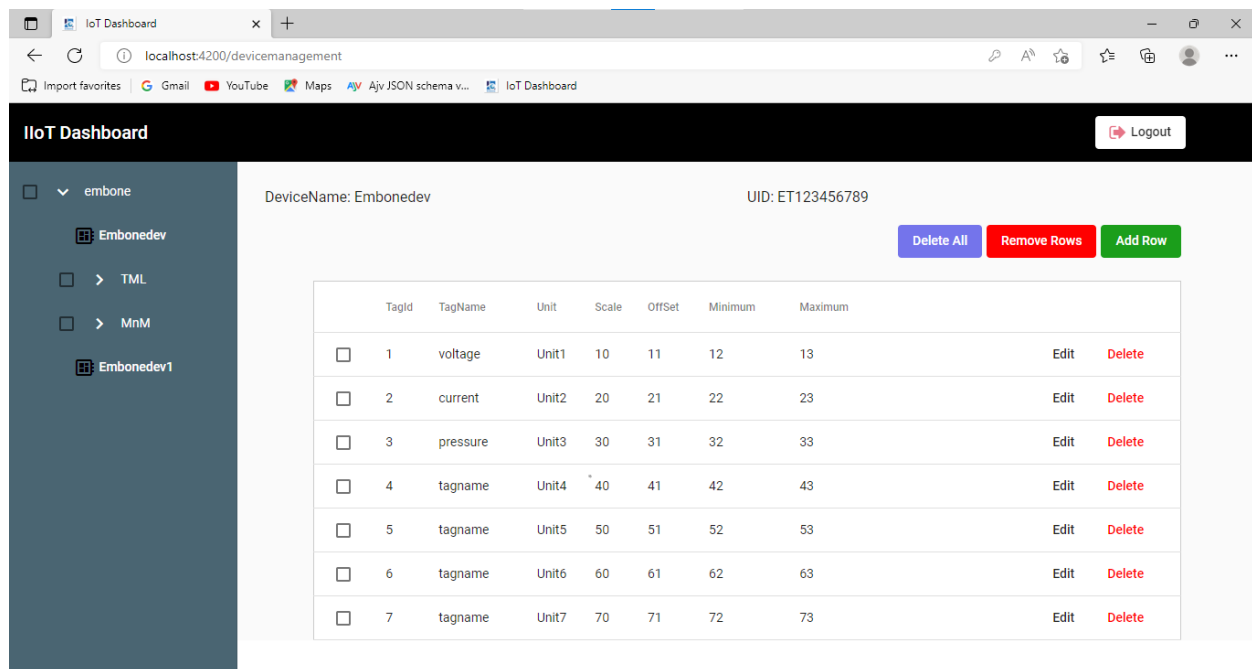 IoT Dashboard
localhost:4200/devicemanagement
Import favorites G Gmail YouTube Maps AJV Ajv JSON schema v... IoT Dashboard
IIoT Dashboard Logout
embone
Embonedev
TML
MnM
Embonedev1
DeviceName: Embonedev UID: ET123456789
Delete All Remove Rows Add Row
TagId TagName Unit Scale OffSet Minimum Maximum
1 voltage Unit1 10 11 12 13 Edit Delete
2 current Unit2 20 21 22 23 Edit Delete
3 pressure Unit3 30 31 32 33 Edit Delete
4 tagname Unit4 40 41 42 43 Edit Delete
5 tagname Unit5 50 51 52 53 Edit Delete
6 tagname Unit6 60 61 62 63 Edit Delete
7 tagname Unit7 70 71 72 73 Edit Delete